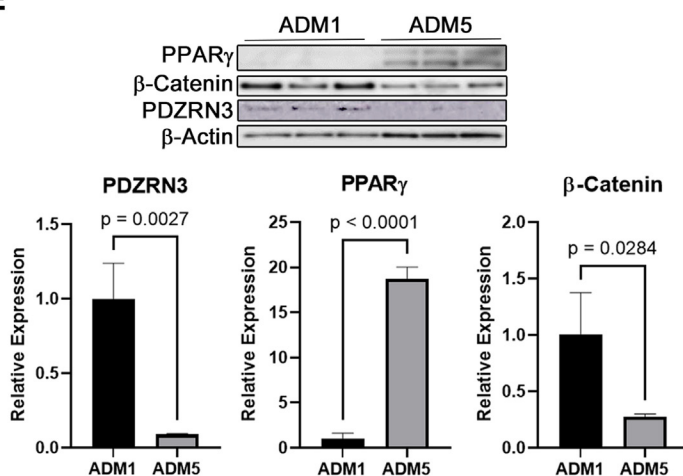 ADM1 ADM5
PPARγ
β-Catenin
PDZRN3
β-Actin
PDZRN3
p = 0.0027
Relative Expression
1.5
1.0
0.5
0.0
ADM1 ADM5
PPARγ
p < 0.0001
Relative Expression
25
20
15
10
5
0
ADM1 ADM5
β-Catenin
p = 0.0284
Relative Expression
2.0
1.5
1.0
0.5
0.0
ADM1 ADM5